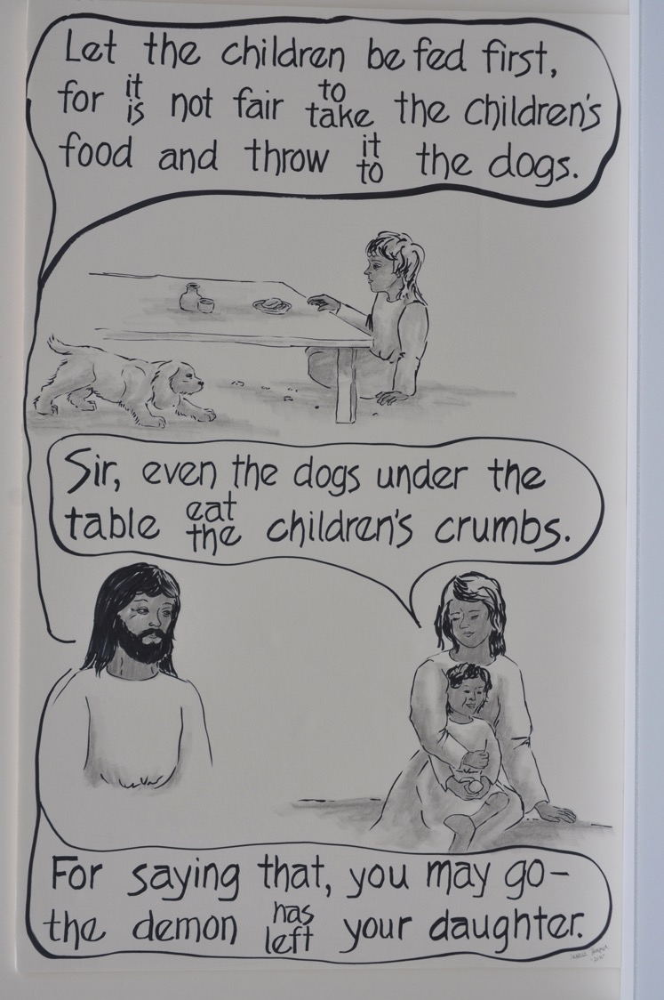 Let the children be fed first,
for it is not fair to take the children's
food and throw it to the dogs.
Sir, even the dogs under the
table eat the children's crumbs.
For saying that, you may go–
the demon has left your daughter.